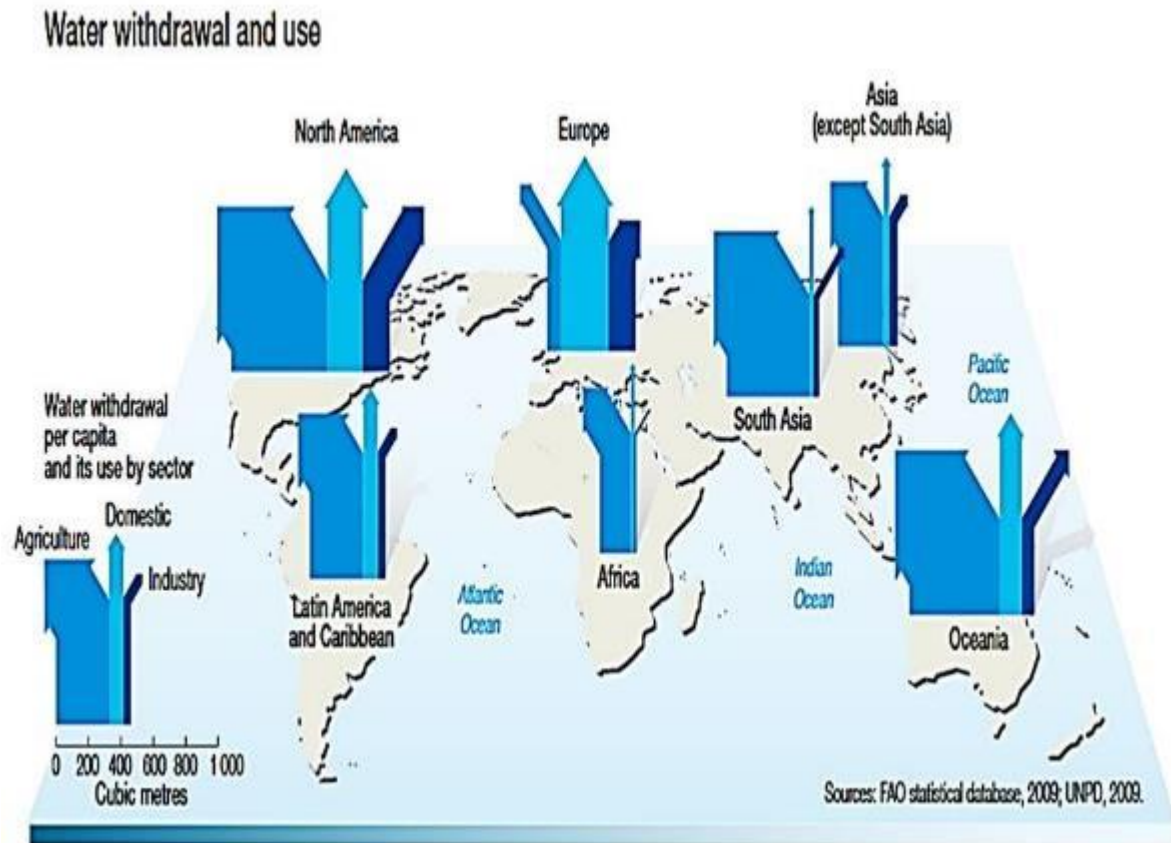 Water withdrawal and use
North America
Europe
Asia
(except South Asia)
Pacific
Ocean
Water withdrawal
per capita
and its use by sector
South Asia
Domestic
Agriculture
Industry
Latin America
and Caribbean
Atlantic
Ocean
Africa
Indian
Ocean
Oceania
0 200 400 600 800 1 000
Cubic metres
Sources: FAO statistical database, 2009; UNPD, 2009.